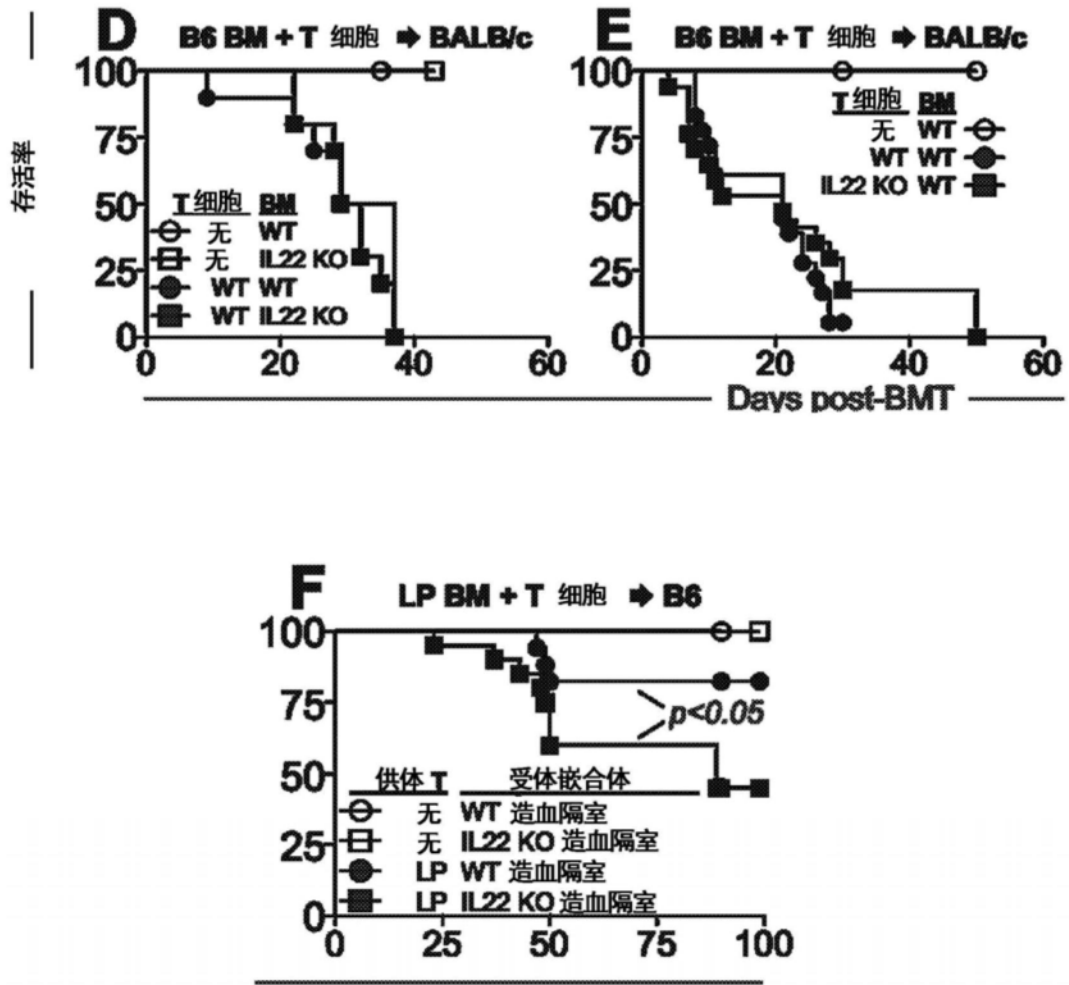 D B6 BM + T 细胞 ➡ BALB/c
存活率
100
75
50
25
0
T 细胞 BM
无 WT
无 IL22 KO
WT WT
WT IL22 KO
0 20 40 60
E B6 BM + T 细胞 ➡ BALB/c
100
75
50
25
0
T 细胞 BM
无 WT
WT WT
IL22 KO WT
0 20 40 60
Days post-BMT
F LP BM + T 细胞 ➡ B6
100
75
50
25
0
p<0.05
供体 T 受体嵌合体
无 WT 造血隔室
无 IL22 KO 造血隔室
LP WT 造血隔室
LP IL22 KO 造血隔室
0 25 50 75 100